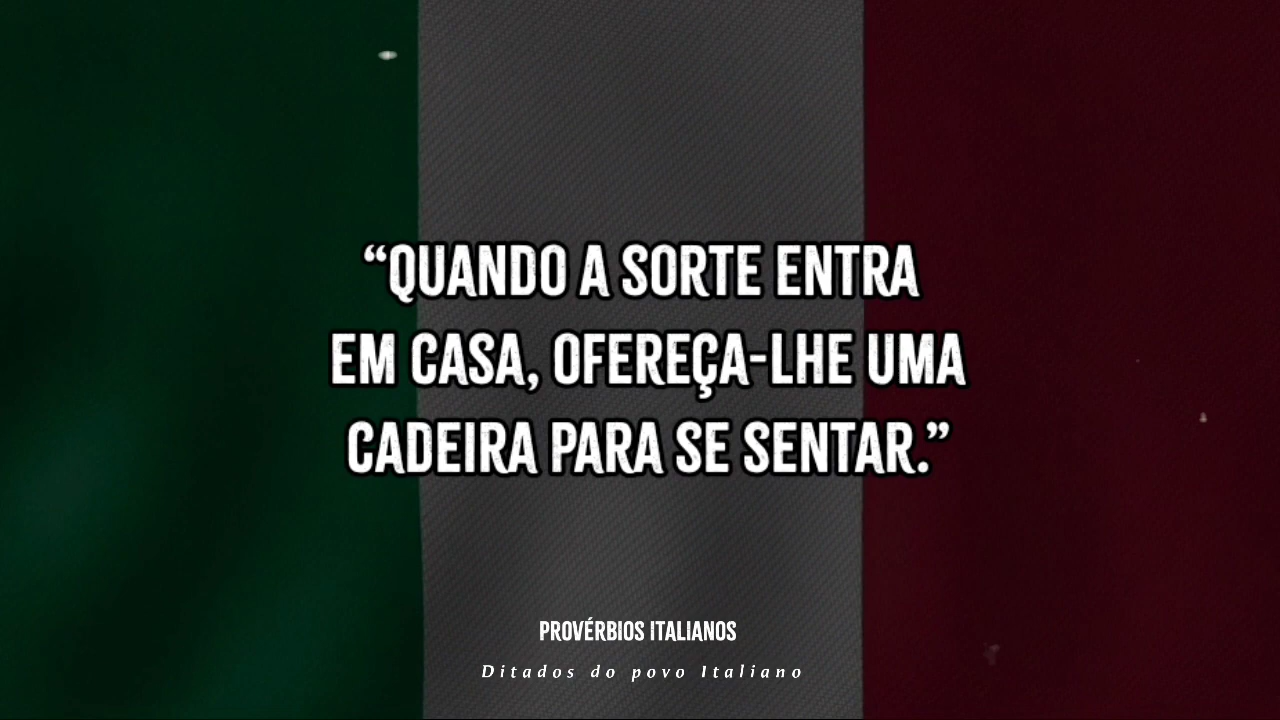 “QUANDO A SORTE ENTRA
EM CASA, OFEREÇA-LHE UMA
CADEIRA PARA SE SENTAR.”
PROVÉRBIOS ITALIANOS
Ditados do povo Italiano